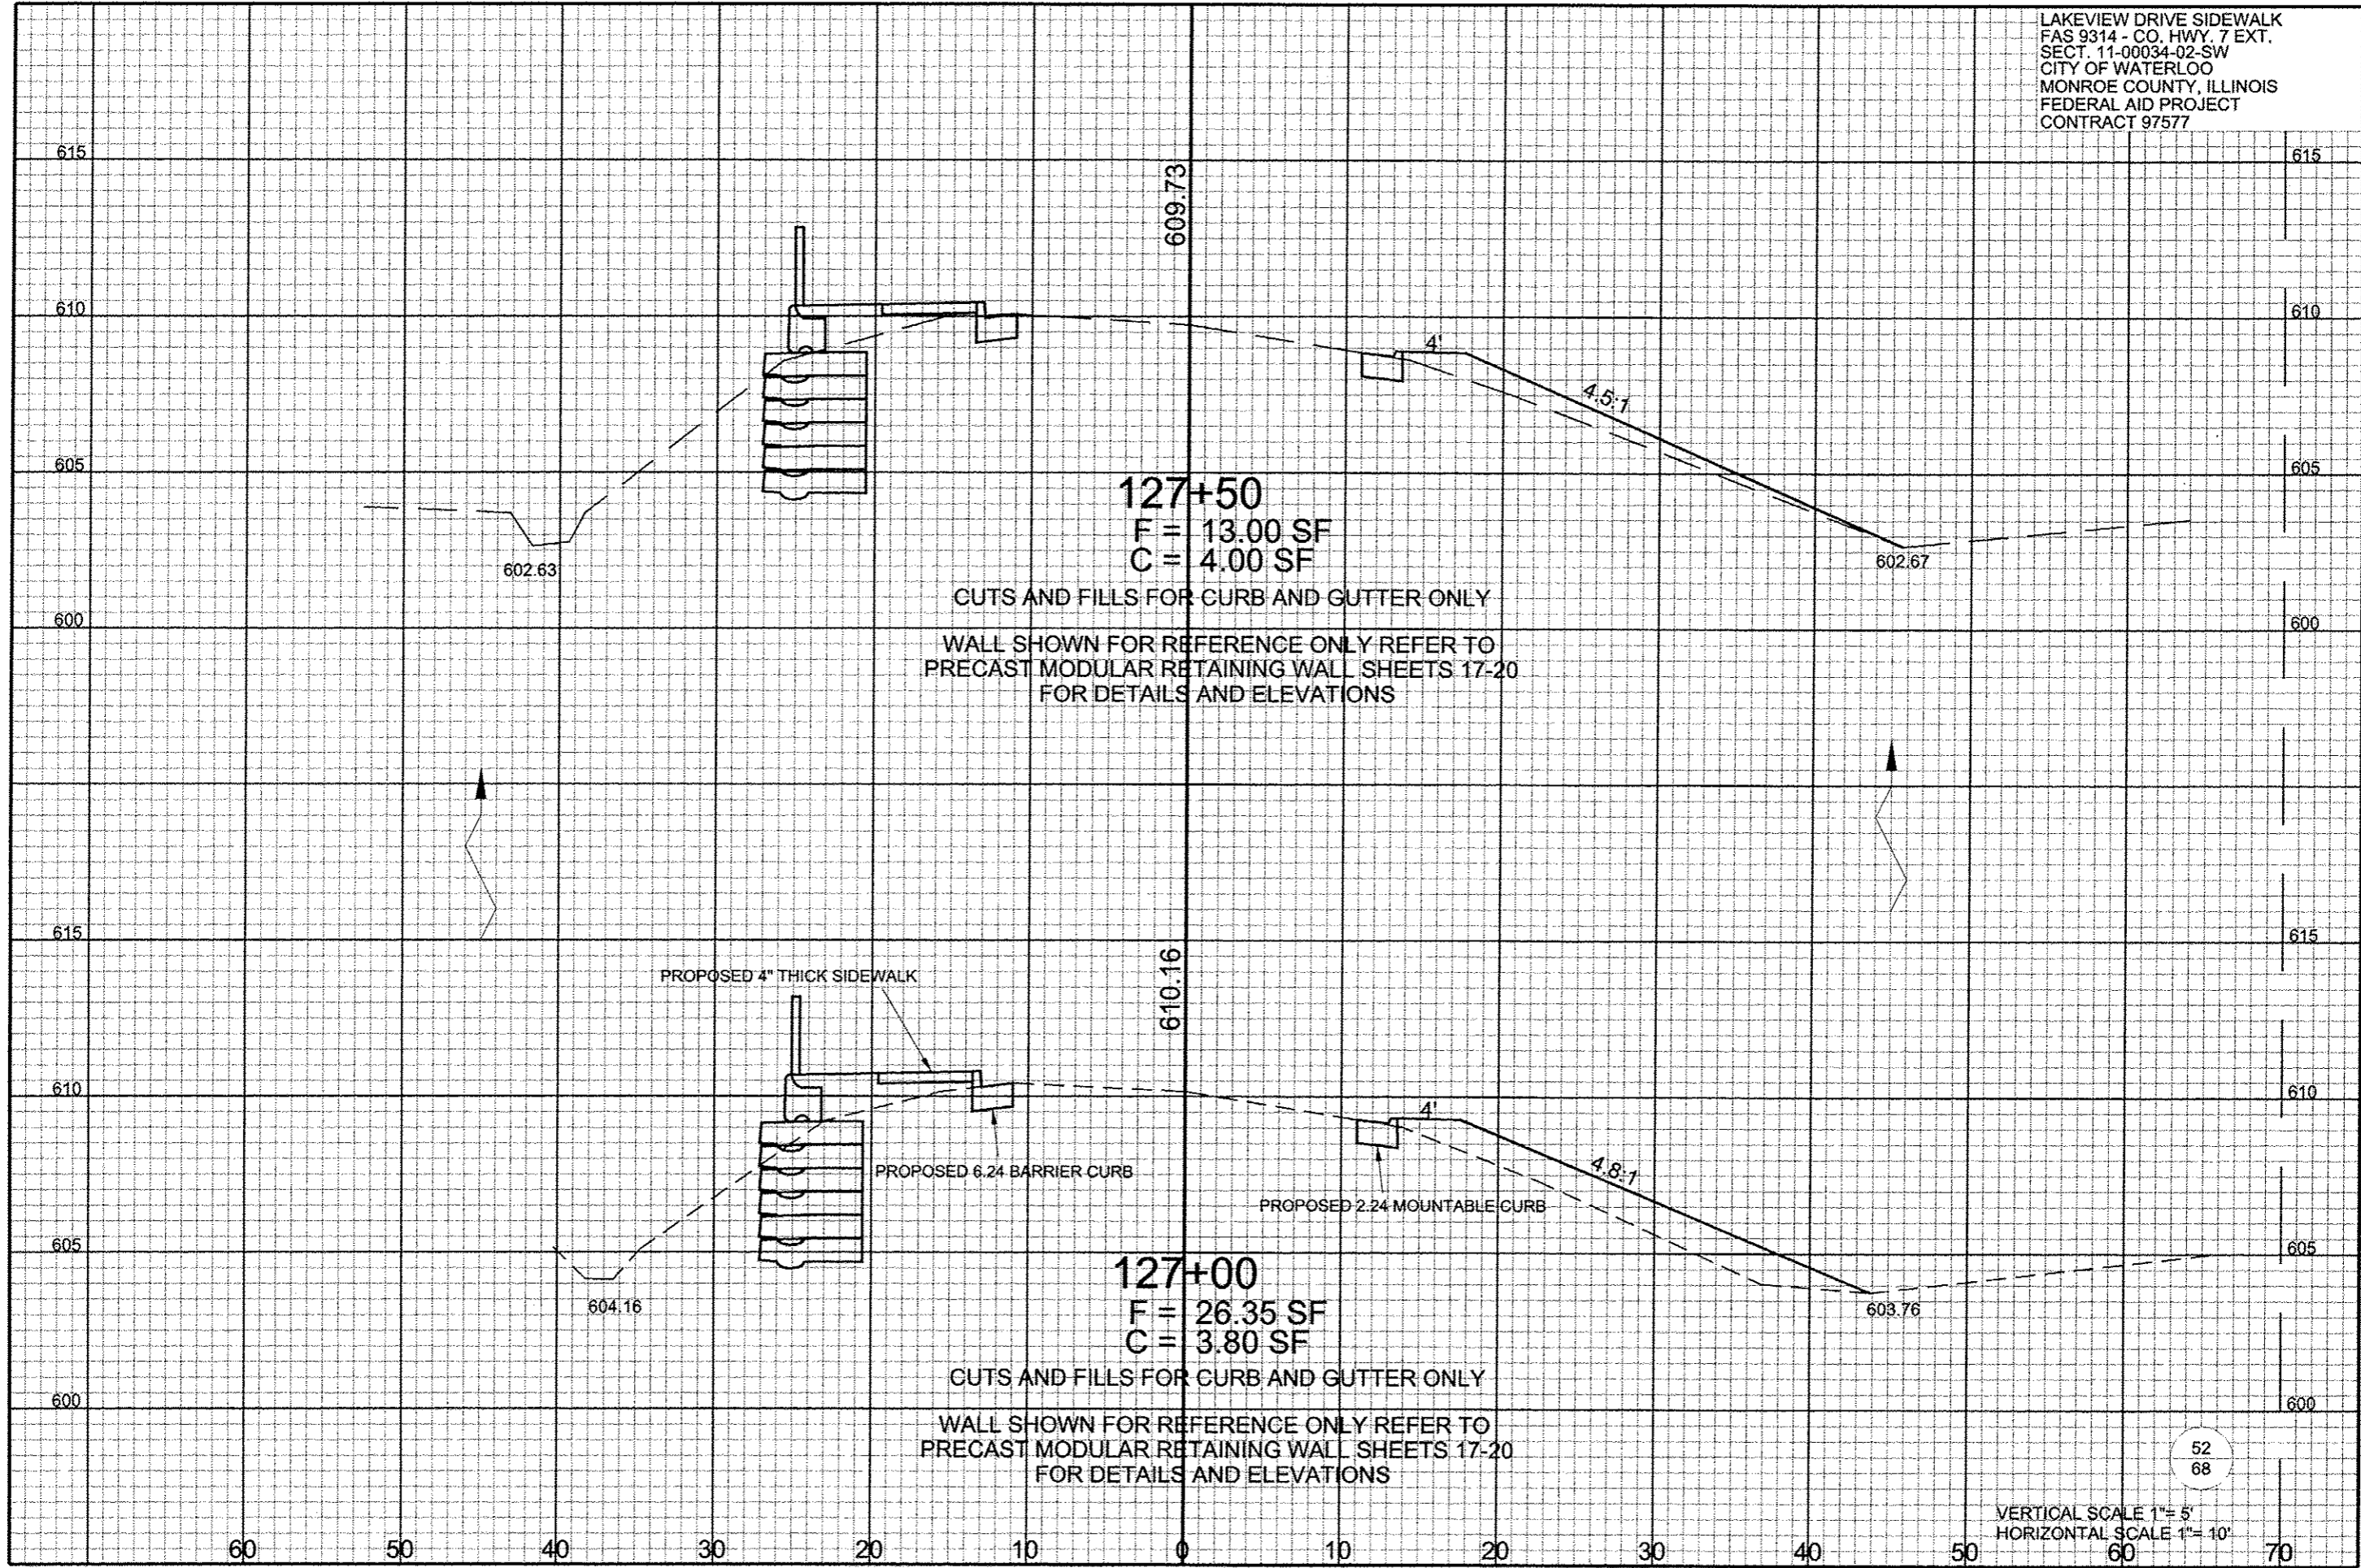 LAKEVIEW DRIVE SIDEWALK
FAS 9314 - CO. HWY. 7 EXT.
SECT. 11-00034-02-SW
CITY OF WATERLOO
MONROE COUNTY, ILLINOIS
FEDERAL AID PROJECT
CONTRACT 97577
615
615
609.73
610
610
4'
4.5:1
605
605
127+50
F = 13.00 SF
C = 4.00 SF
602.63
602.67
CUTS AND FILLS FOR CURB AND GUTTER ONLY
600
600
WALL SHOWN FOR REFERENCE ONLY REFER TO
PRECAST MODULAR RETAINING WALL SHEETS 17-20
FOR DETAILS AND ELEVATIONS
615
615
610.16
PROPOSED 4" THICK SIDEWALK
610
610
4'
4.8:1
PROPOSED 6.24 BARRIER CURB
PROPOSED 2.24 MOUNTABLE CURB
605
605
127+00
F = 26.35 SF
C = 3.80 SF
604.16
603.76
CUTS AND FILLS FOR CURB AND GUTTER ONLY
600
600
WALL SHOWN FOR REFERENCE ONLY REFER TO
PRECAST MODULAR RETAINING WALL SHEETS 17-20
FOR DETAILS AND ELEVATIONS
52
68
VERTICAL SCALE 1"= 5'
HORIZONTAL SCALE 1"= 10'
60 50 40 30 20 10 0 10 20 30 40 50 60 70